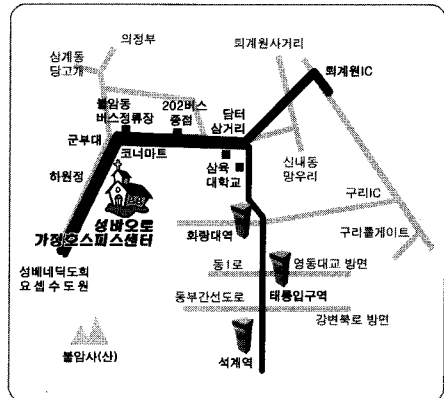 의정부
상계동
당고개
퇴계원사거리
퇴계원IC
불암동
버스정류장
202버스
종점
담터
삼거리
군부대
코너마트
삼육
대학교
신내동
망우리
하원정
구리IC
성바오로
가정호스피스센터
화랑대역
구리톨게이트
성베네딕도회
요셉수도원
동1로
영동대교 방면
태릉입구역
동부간선도로
강변북로 방면
불암사(산)
석계역